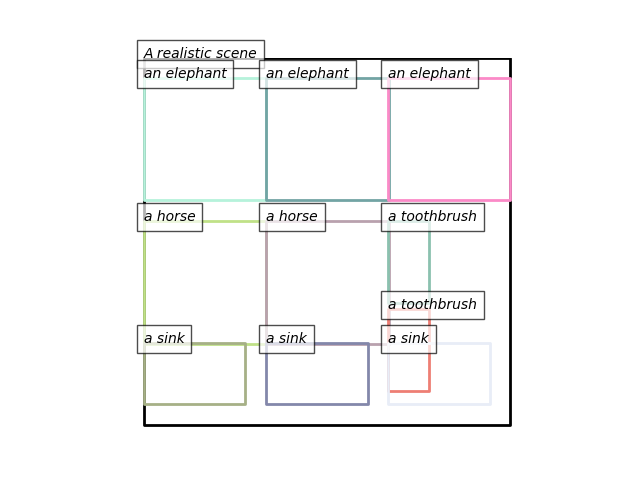 A realistic scene
an elephant
an elephant
an elephant
a horse
a horse
a toothbrush
a toothbrush
a sink
a sink
a sink